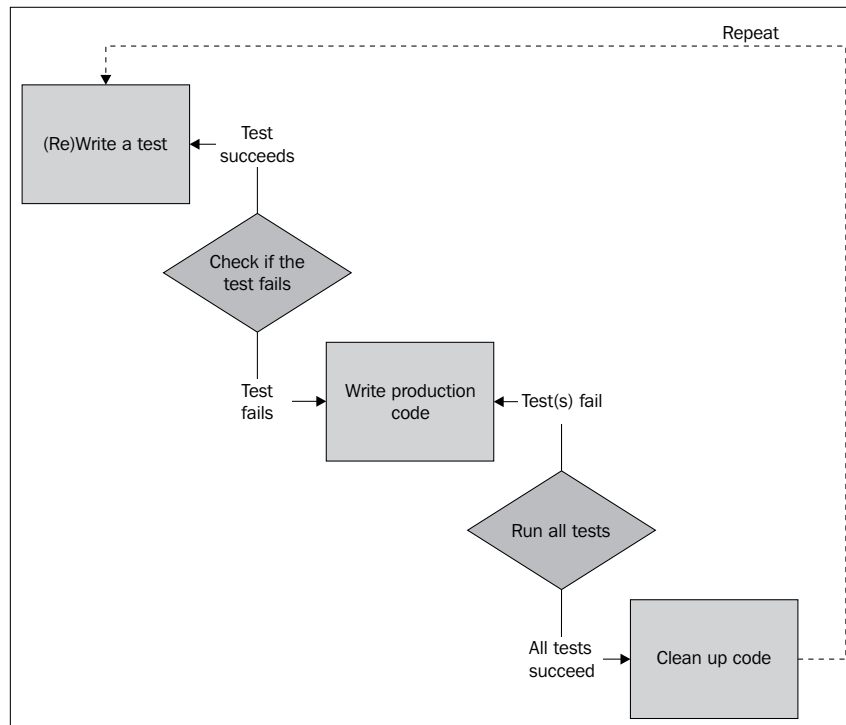 Repeat
(Re)Write a test
Test
succeeds
Check if the
test fails
Test
fails
Write production
code
Test(s) fail
Run all tests
All tests
succeed
Clean up code